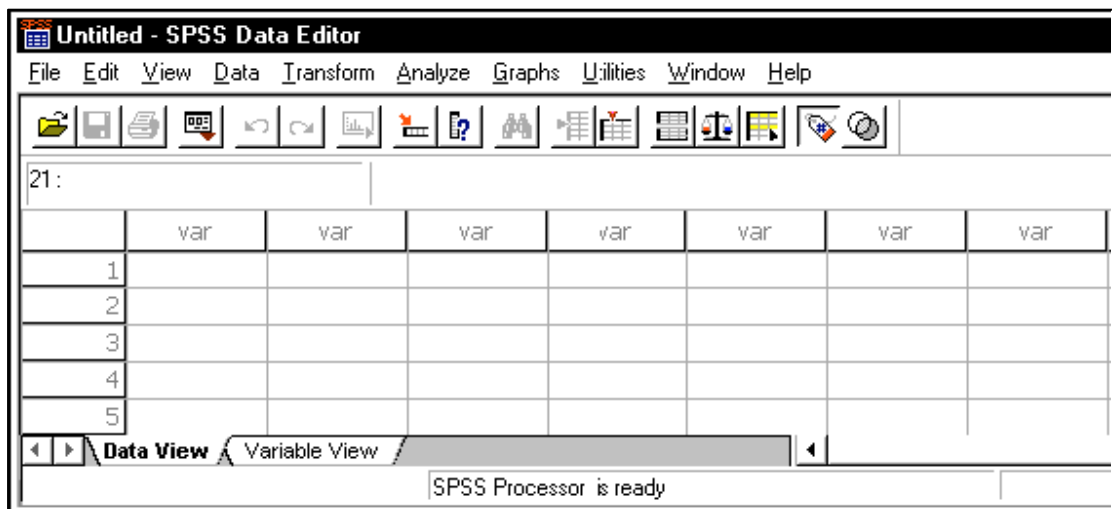 Untitled - SPSS Data Editor
File Edit View Data Transform Analyze Graphs Utilities Window Help
21 :
var var var var var var var
1
2
3
4
5
Data View Variable View
SPSS Processor is ready